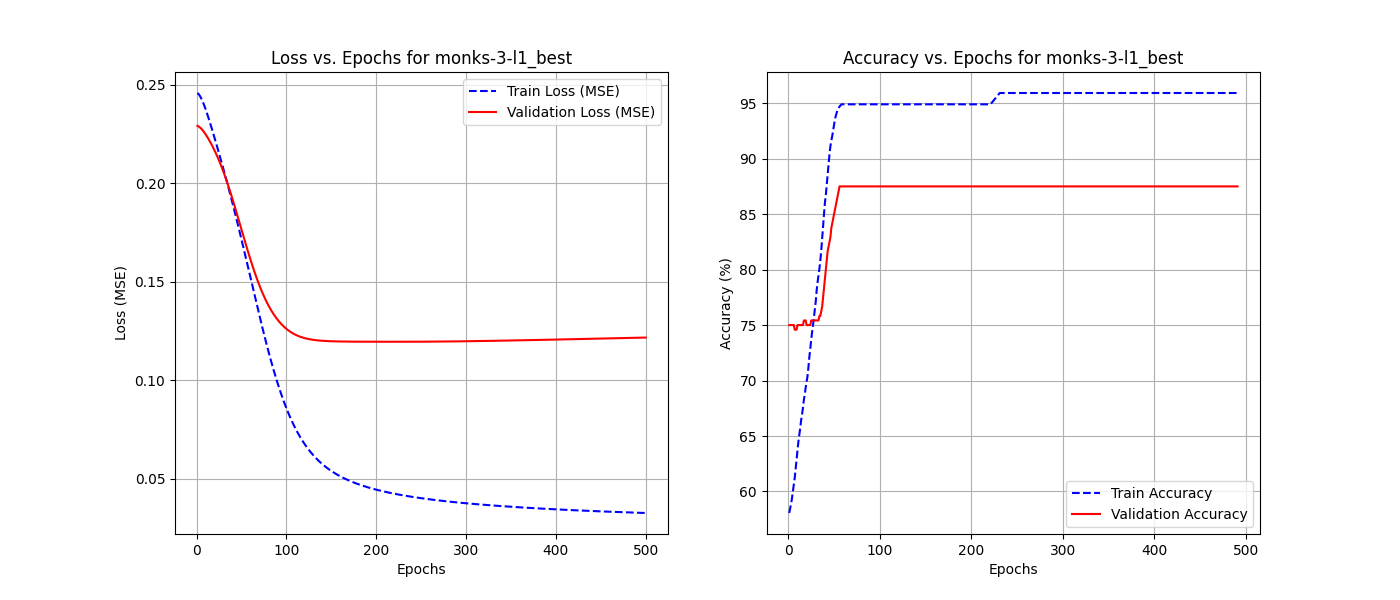 Loss vs. Epochs for monks-3-l1_best
0.25
0.20
0.15
0.10
0.05
Loss (MSE)
Train Loss (MSE)
Validation Loss (MSE)
0 100 200 300 400 500
Epochs
Accuracy vs. Epochs for monks-3-l1_best
95
90
85
80
75
70
65
60
Accuracy (%)
Train Accuracy
Validation Accuracy
0 100 200 300 400 500
Epochs